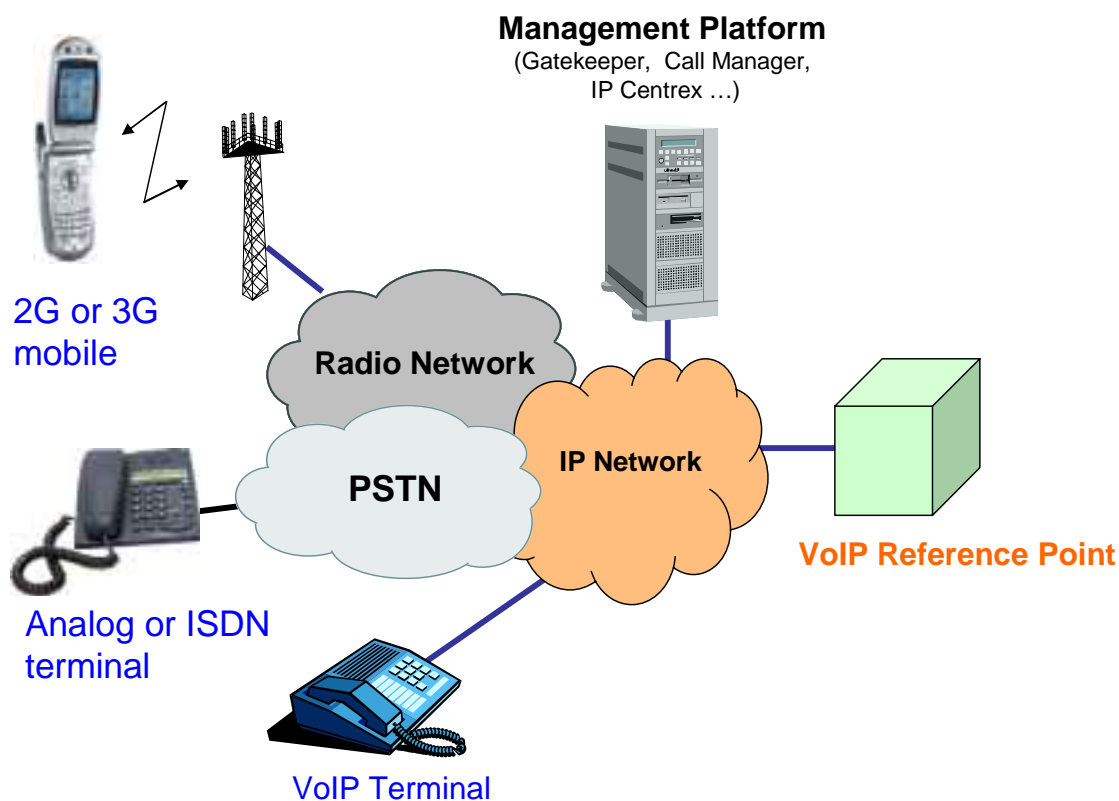 Management Platform
(Gatekeeper, Call Manager,
IP Centrex ...)
2G or 3G
mobile
Radio Network
IP Network
PSTN
VoIP Reference Point
Analog or ISDN
terminal
VoIP Terminal